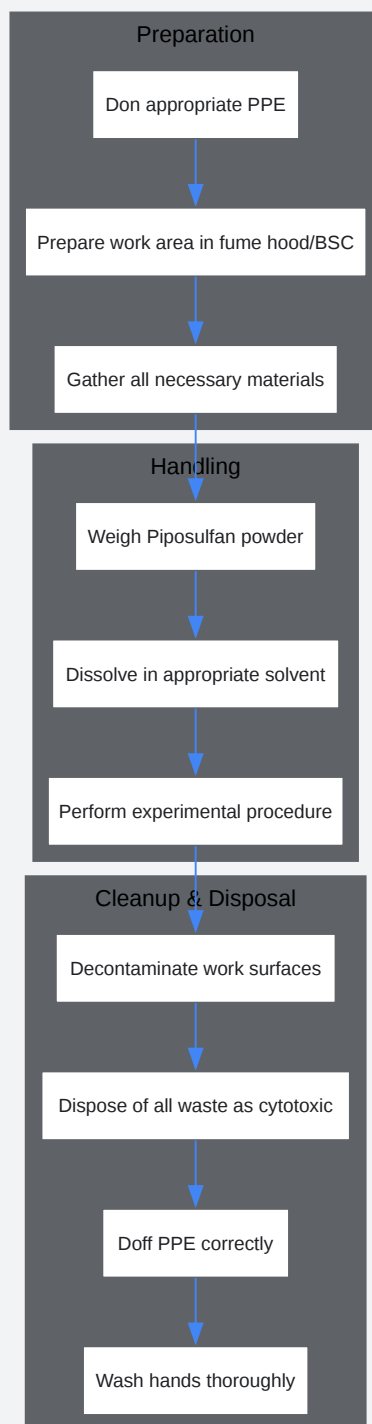 Preparation
Don appropriate PPE
Prepare work area in fume hood/BSC
Gather all necessary materials
Handling
Weigh Piposulfan powder
Dissolve in appropriate solvent
Perform experimental procedure
Cleanup & Disposal
Decontaminate work surfaces
Dispose of all waste as cytotoxic
Doff PPE correctly
Wash hands thoroughly